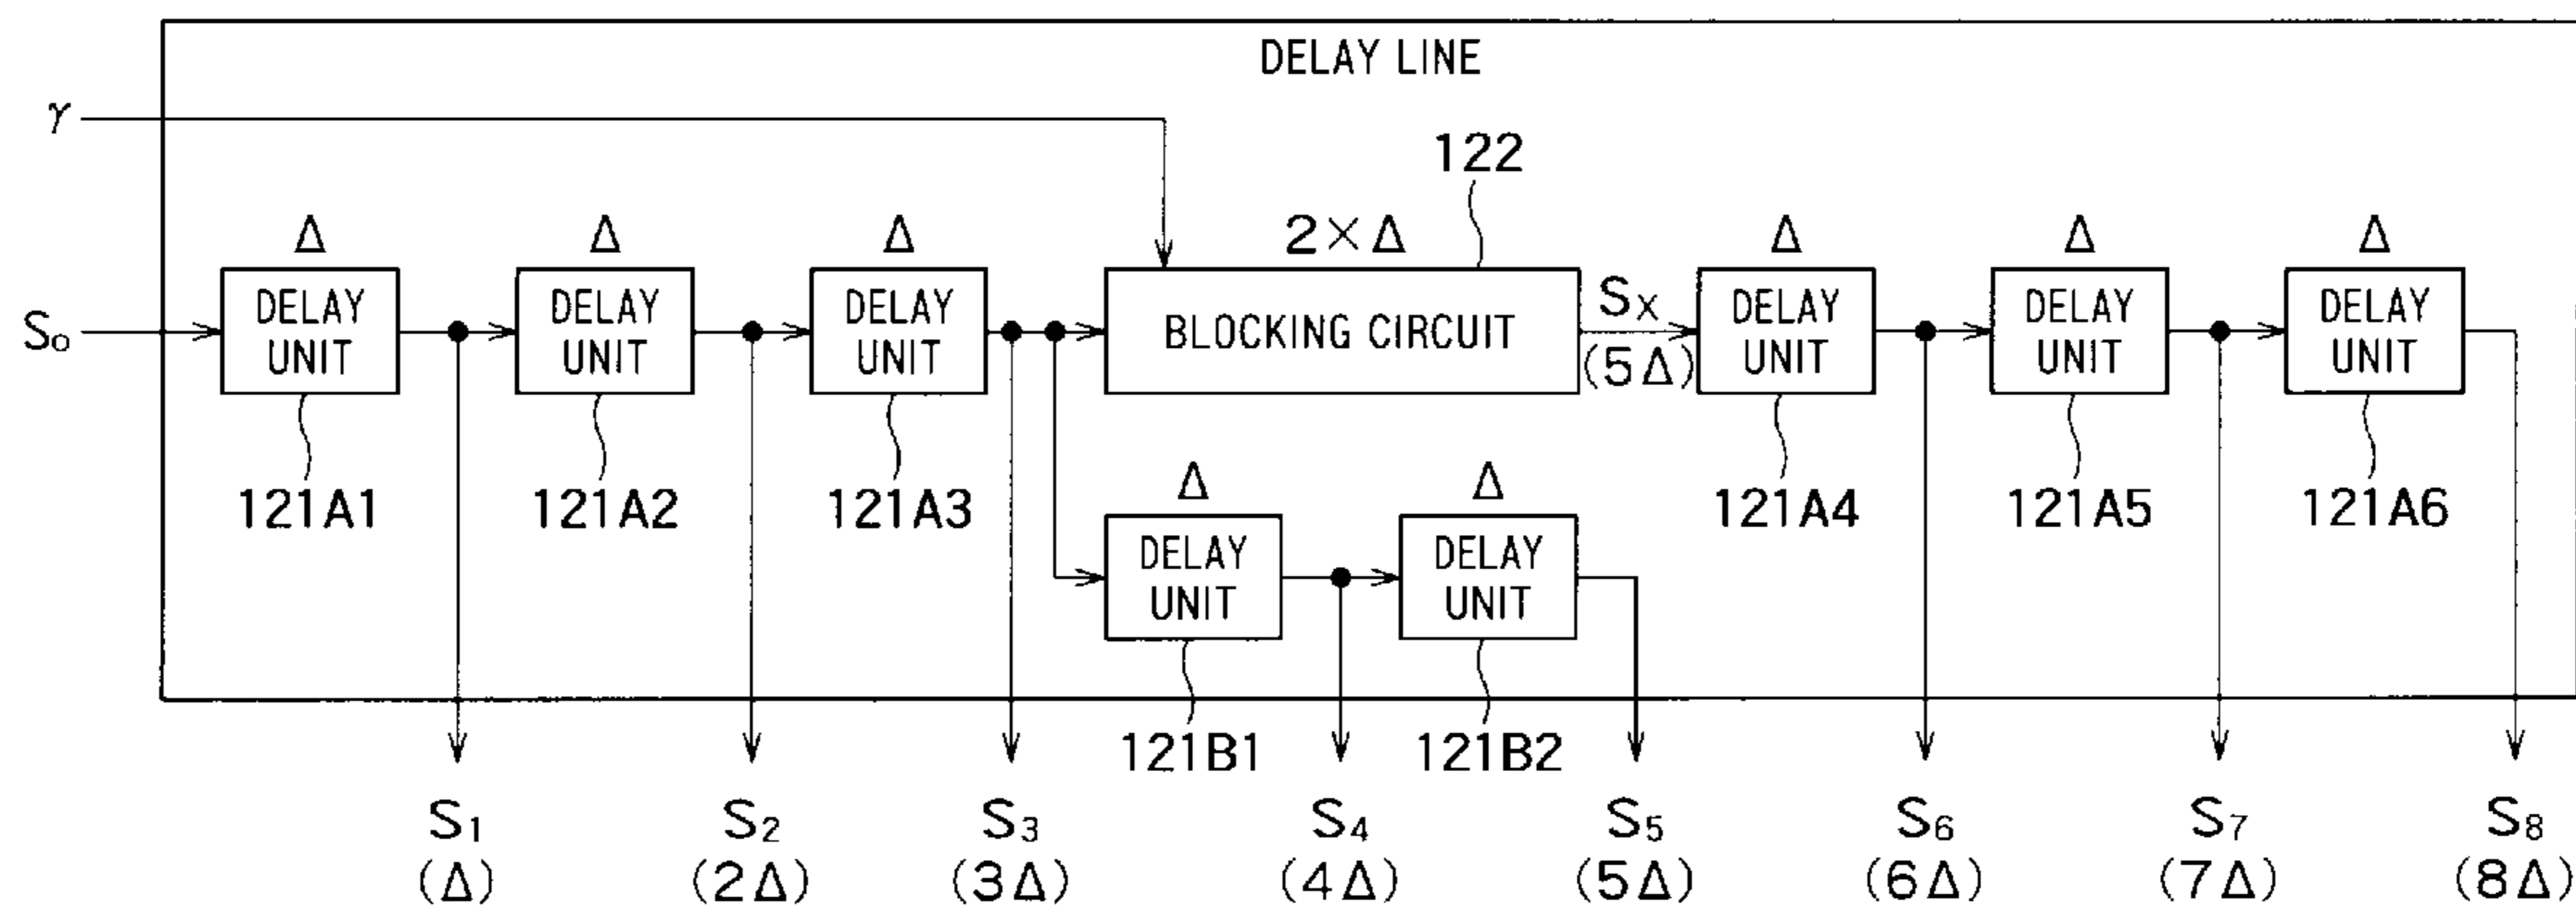 DELAY LINE
γ
122
Δ Δ Δ 2×Δ Δ Δ Δ
S0
DELAY UNIT
DELAY UNIT
DELAY UNIT
BLOCKING CIRCUIT
SX
(5Δ)
DELAY UNIT
DELAY UNIT
DELAY UNIT
121A1 121A2 121A3 121A4 121A5 121A6
Δ Δ
DELAY UNIT
DELAY UNIT
121B1 121B2
S1 S2 S3 S4 S5 S6 S7 S8
(Δ) (2Δ) (3Δ) (4Δ) (5Δ) (6Δ) (7Δ) (8Δ)